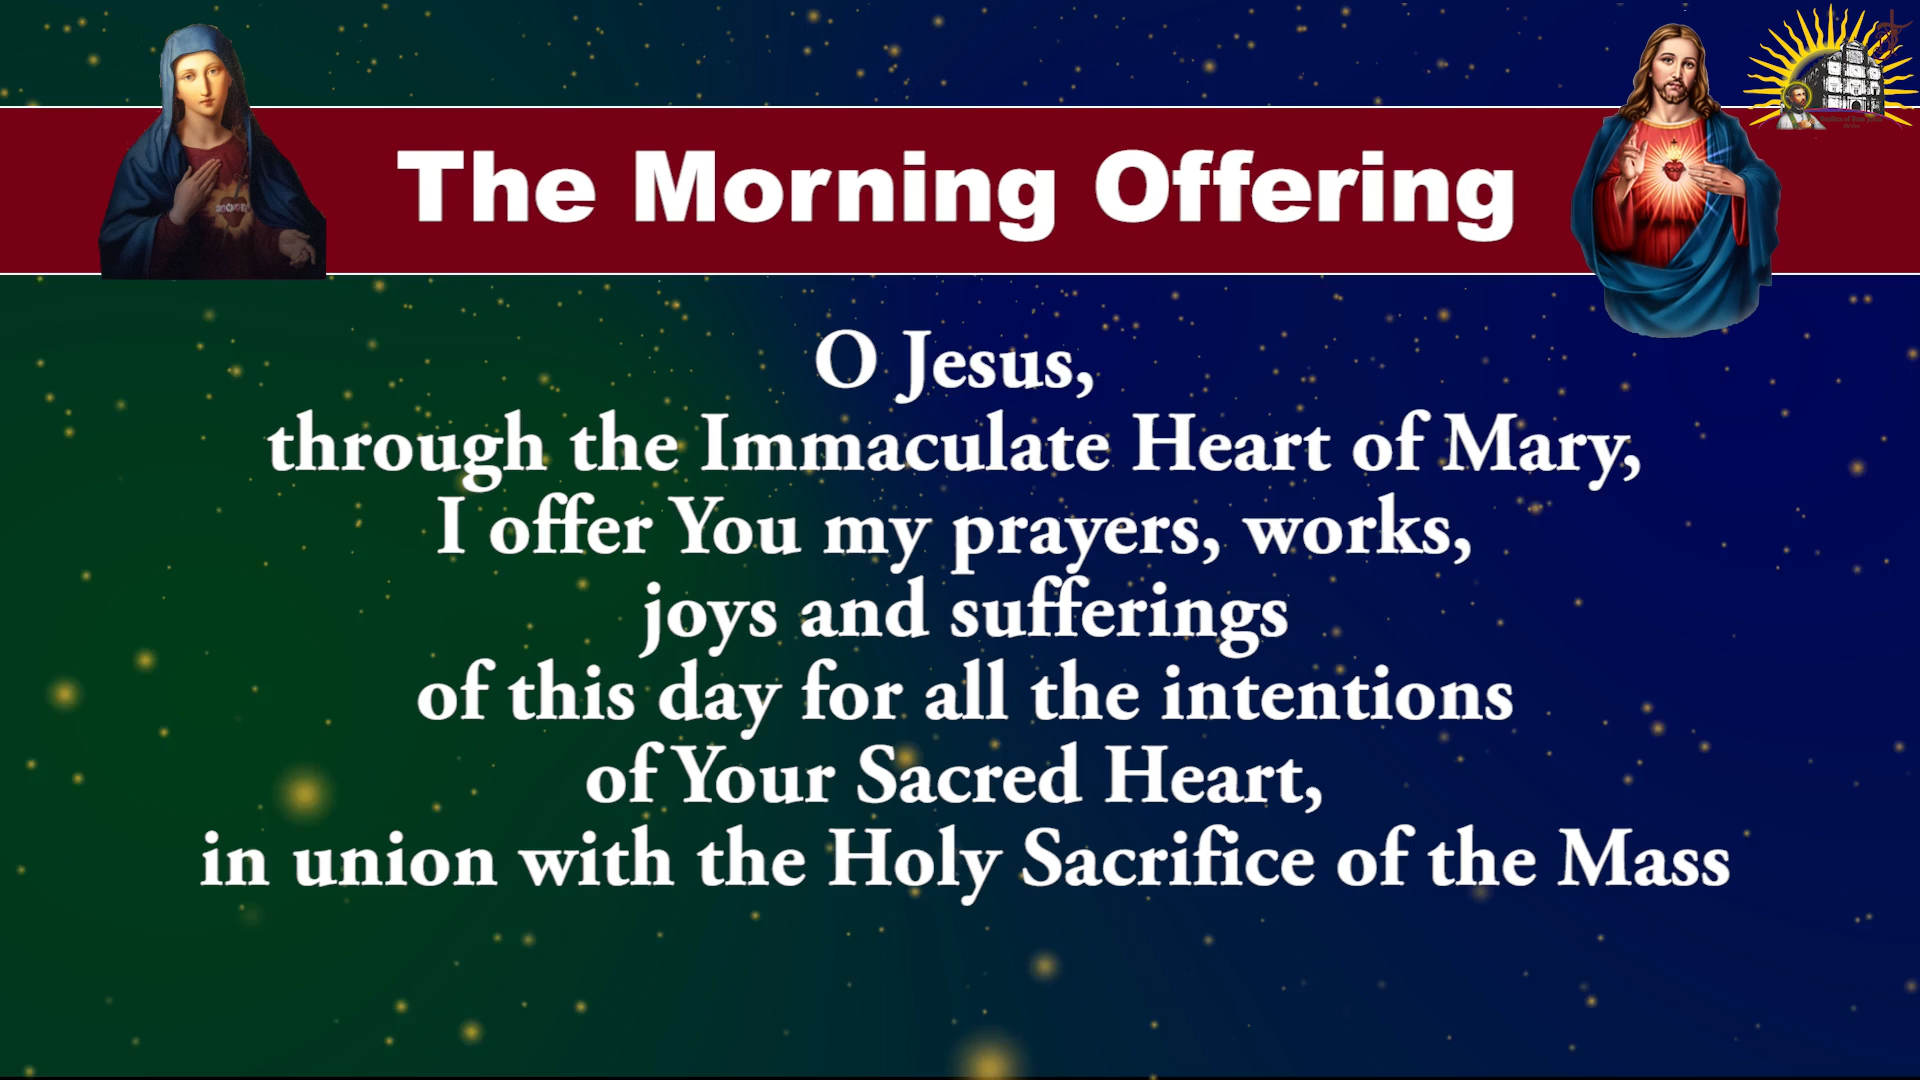 The Morning Offering
O Jesus,
through the Immaculate Heart of Mary,
I offer You my prayers, works,
joys and sufferings
of this day for all the intentions
of Your Sacred Heart,
in union with the Holy Sacrifice of the Mass